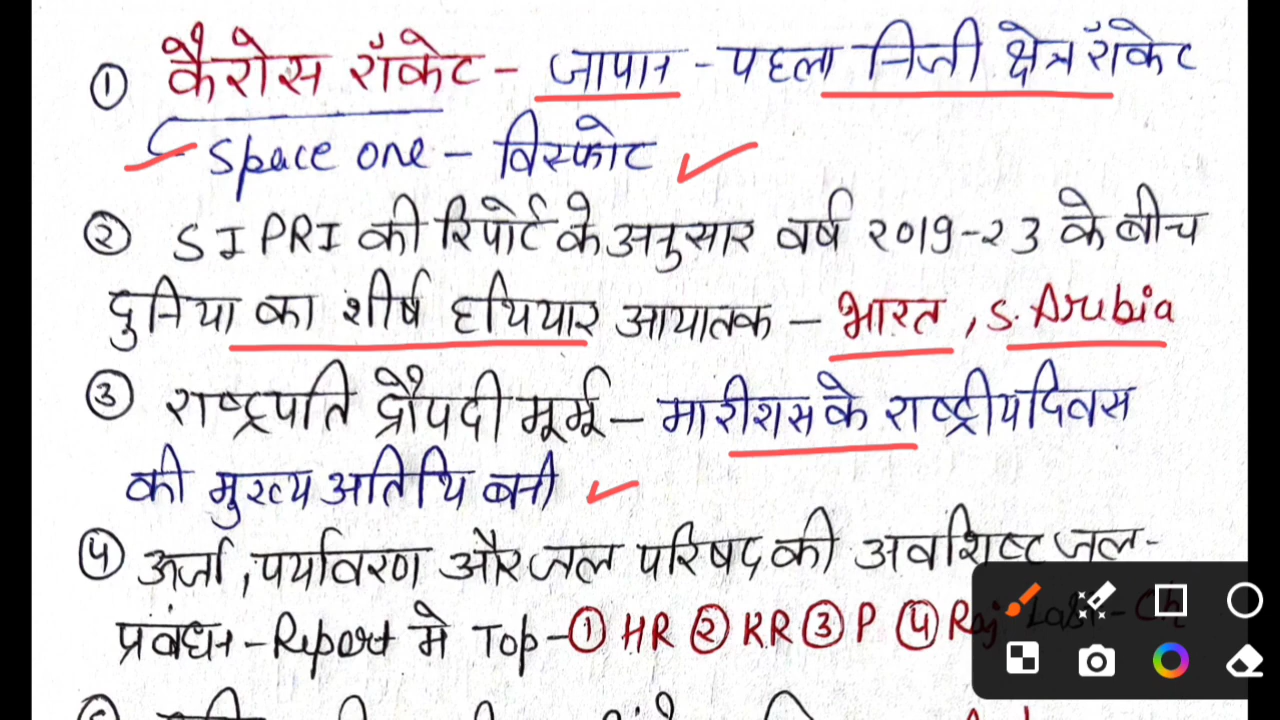 ① कैरोस रॉकेट - जापान - पहला निजी क्षेत्र रॉकेट
Space one - विस्फोट
② SIPRI की रिपोर्ट के अनुसार वर्ष २०19-२3 के बीच
दुनिया का शीर्ष हथियार आयातक - भारत, S. Arabia
③ राष्ट्रपति द्रौपदी मूर्मू - मारीशस के राष्ट्रीय दिवस
की मुख्य अतिथि बनी
④ ऊर्जा, पर्यावरण और जल परिषद की अवशिष्ट जल-
प्रबंधन - Report मे Top - ① HR ② KR ③ P ④ Raj